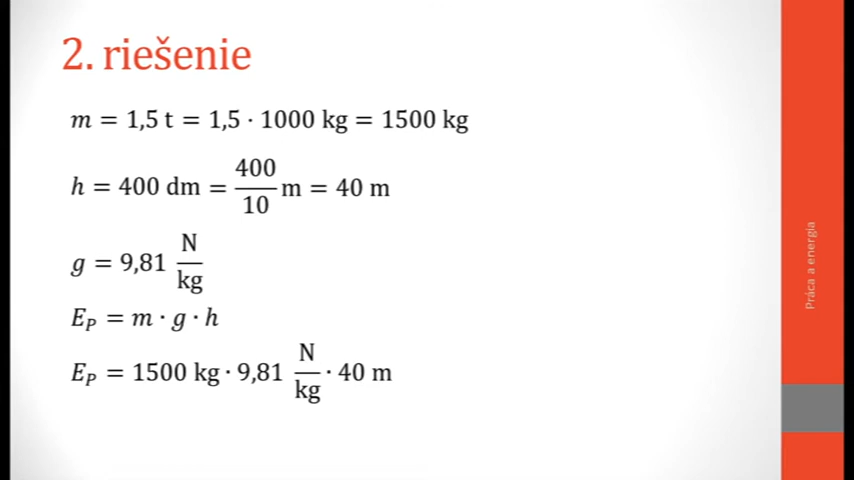 2. riešenie
m = 1,5 t = 1,5 · 1000 kg = 1500 kg
h = 400 dm = 400/10 m = 40 m
g = 9,81 N/kg
E_P = m · g · h
E_P = 1500 kg · 9,81 N/kg · 40 m
Práca a energia